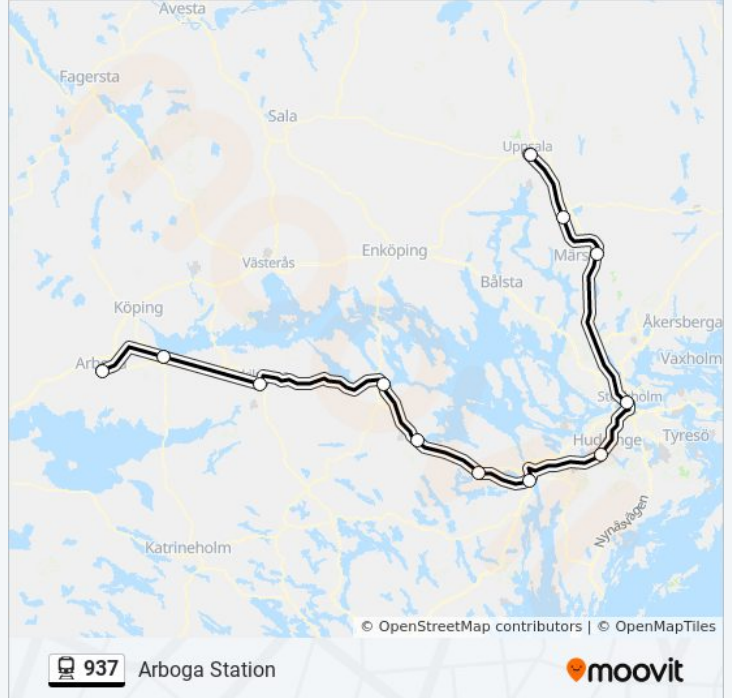 Avesta
Fagersta
Sala
Uppsala
Enköping
Västerås
Märs
Bålsta
Köping
Åkersberga
Arboga
Vaxholm
Stockholm
Huddinge
Tyresö
Nynäsvägen
Katrineholm
© OpenStreetMap contributors | © OpenMapTiles
937 Arboga Station
moovit